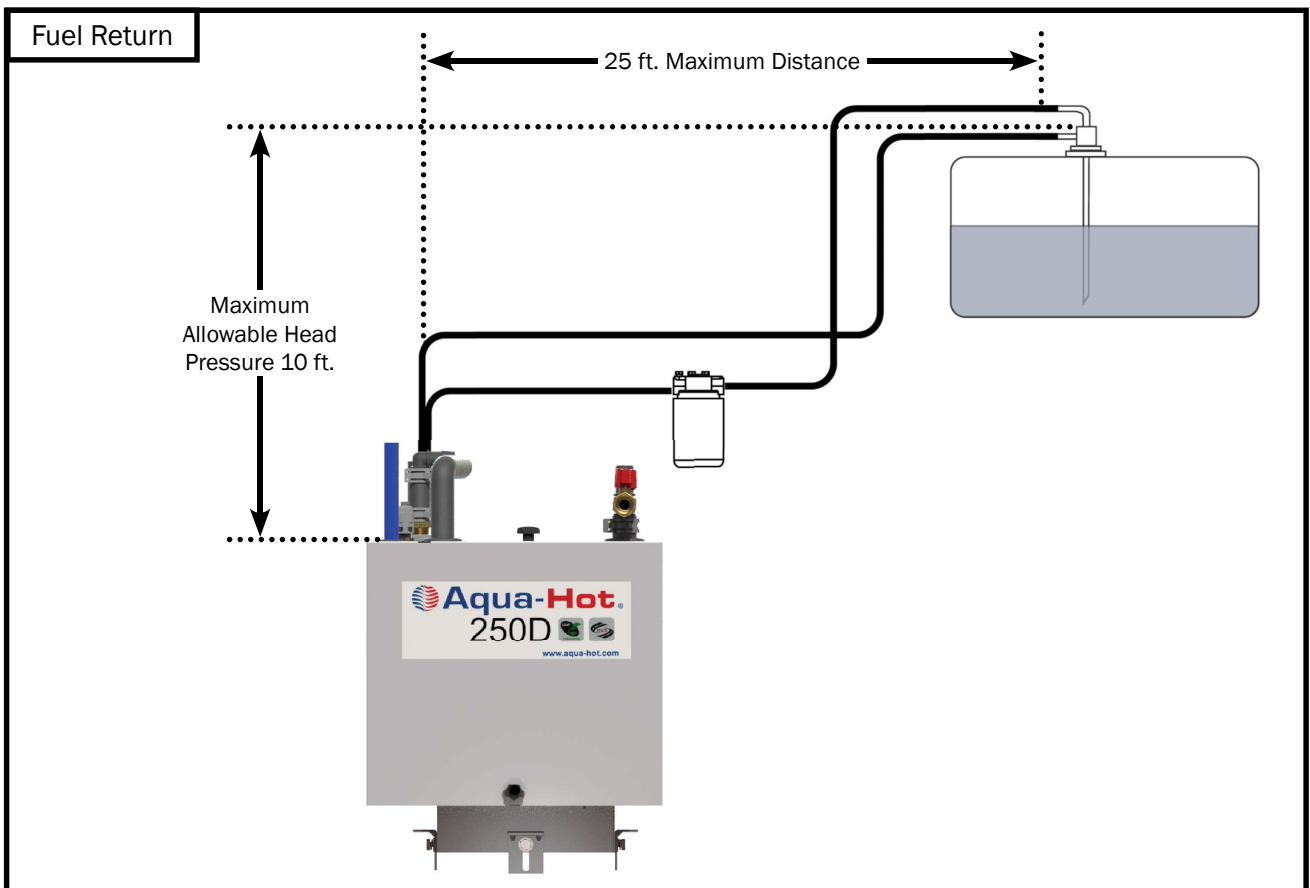 Fuel Return
25 ft. Maximum Distance
Maximum
Allowable Head
Pressure 10 ft.
Aqua-Hot®
250D
www.aqua-hot.com